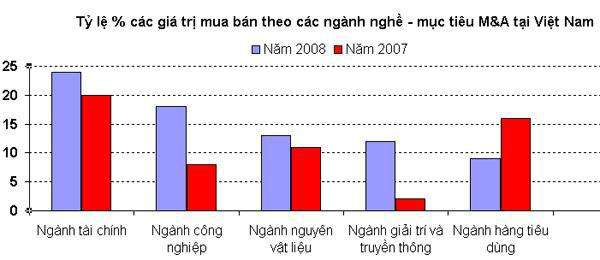 Tỷ lệ % các giá trị mua bán theo các ngành nghề - mục tiêu M&A tại Việt Nam
Năm 2008 Năm 2007
25
20
15
10
5
0
Ngành tài chính Ngành công Ngành nguyên Ngành giải trí và Ngành hàng tiêu
nghiệp vật liệu truyền thông dùng